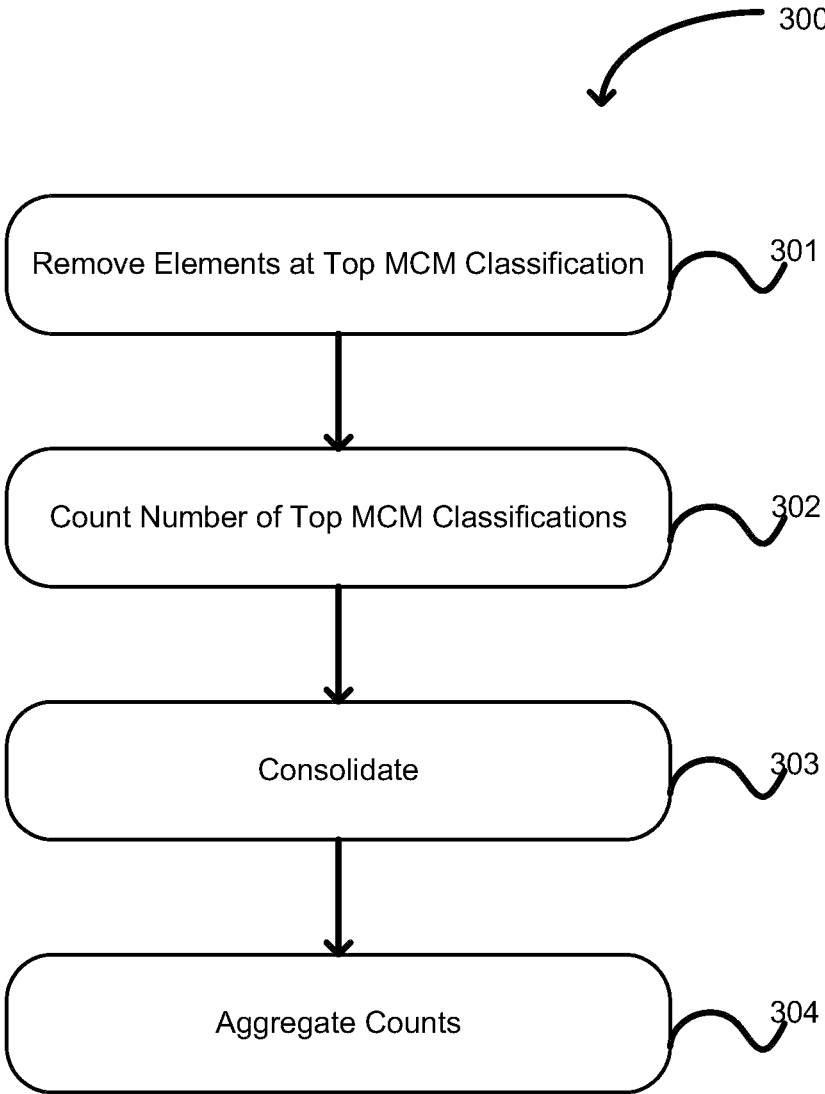 300
Remove Elements at Top MCM Classification
301
Count Number of Top MCM Classifications
302
Consolidate
303
Aggregate Counts
304